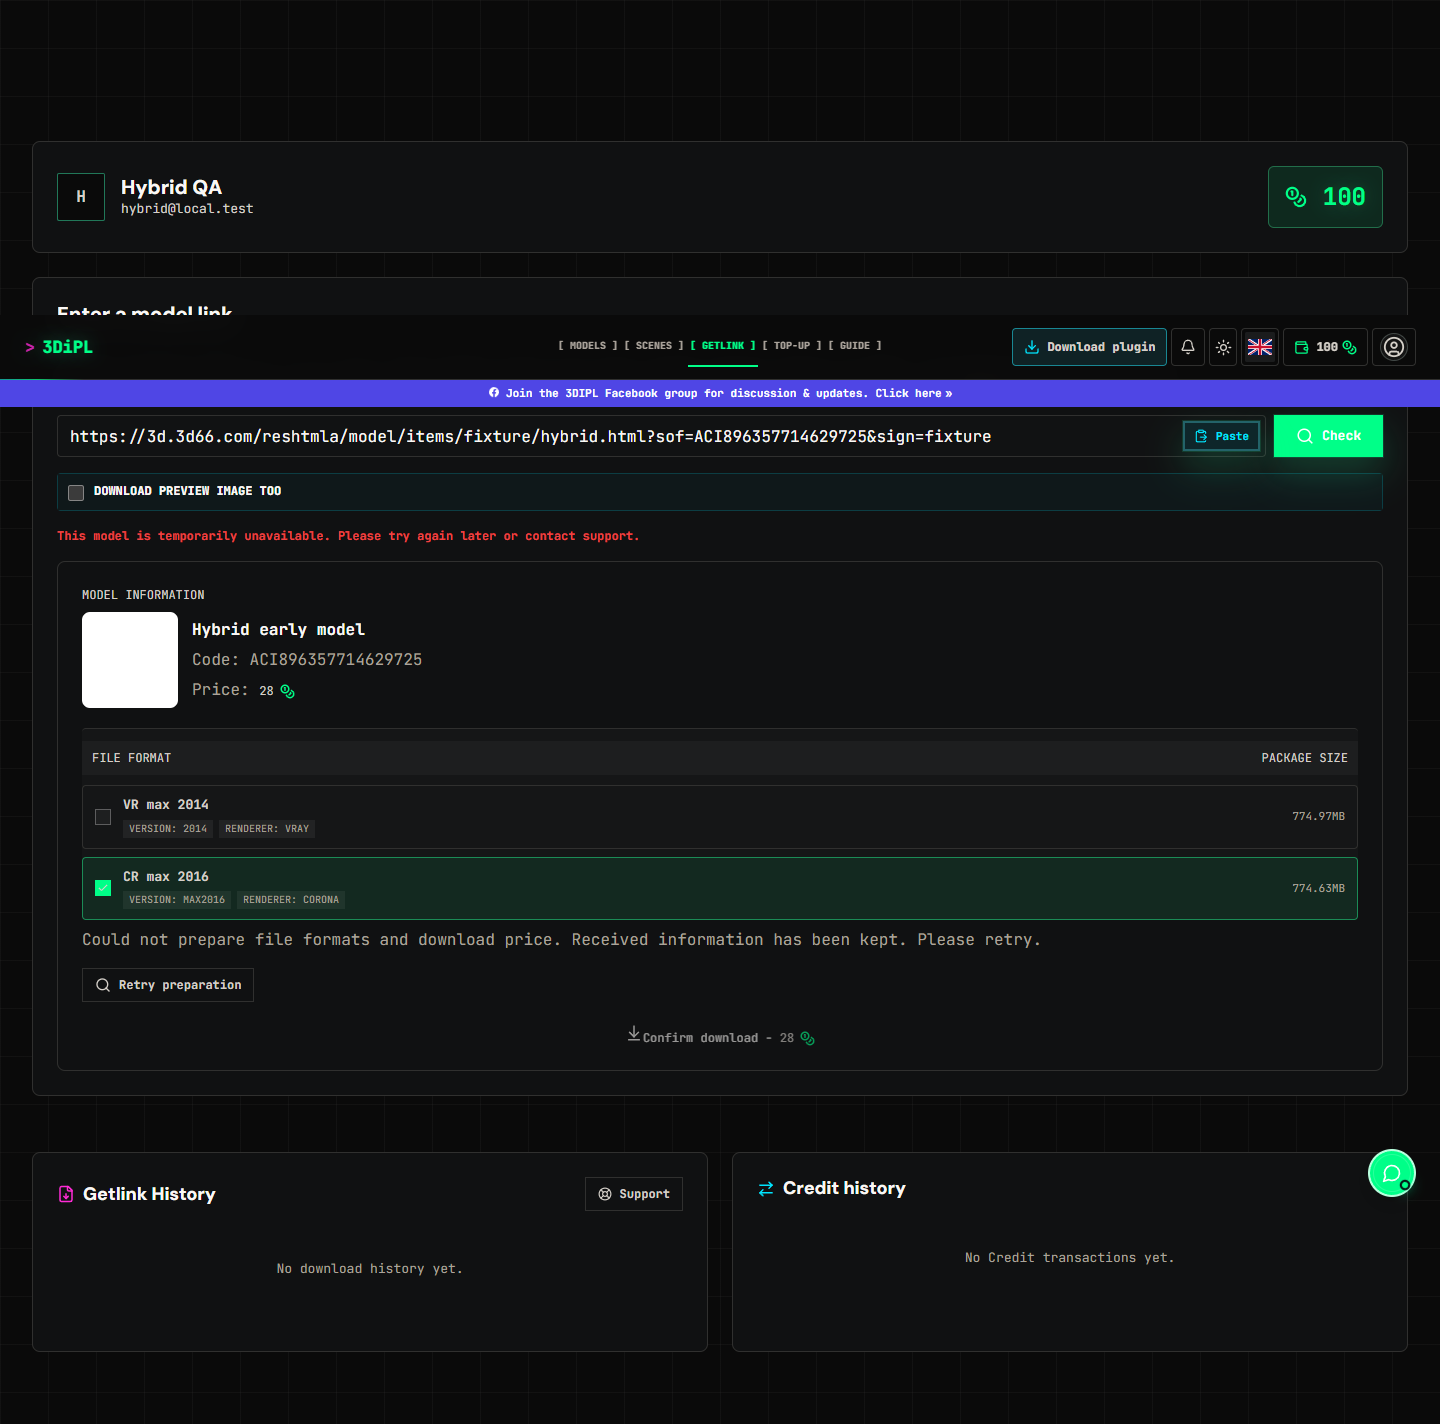 H
Hybrid QA
hybrid@local.test
100
Enter a model link
> 3DiPL
[ MODELS ] [ SCENES ] [ GETLINK ] [ TOP-UP ] [ GUIDE ]
Download plugin
100
Join the 3DIPL Facebook group for discussion & updates. Click here »
https://3d.3d66.com/reshtmla/model/items/fixture/hybrid.html?sof=ACI896357714629725&sign=fixture
Paste
Check
DOWNLOAD PREVIEW IMAGE TOO
This model is temporarily unavailable. Please try again later or contact support.
MODEL INFORMATION
Hybrid early model
Code: ACI896357714629725
Price: 28
FILE FORMAT
PACKAGE SIZE
VR max 2014
VERSION: 2014 RENDERER: VRAY
774.97MB
CR max 2016
VERSION: MAX2016 RENDERER: CORONA
774.63MB
Could not prepare file formats and download price. Received information has been kept. Please retry.
Retry preparation
Confirm download - 28
Getlink History
Support
No download history yet.
Credit history
No Credit transactions yet.